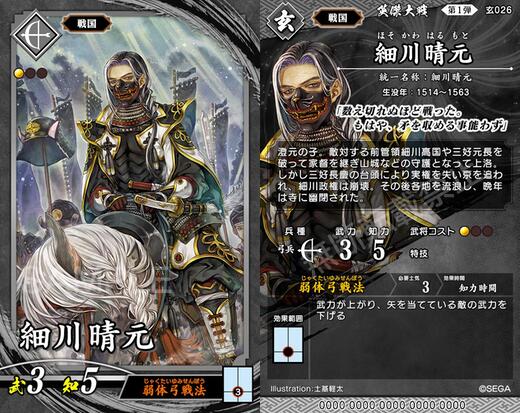 戦国
細川晴元
武3 知5
じゃくたいゆみせんぽう
弱体弓戦法
3
玄
戦国
英傑大戦
第1弾
玄026
ほそ かわ はる もと
細川晴元
統一名称:細川晴元
生没年:1514~1563
「数え切れぬほど戦った。
もはや、矛を収める事能わず」
澄元の子。敵対する前管領細川高国や三好元長を
破って家督を継ぎ山城などの守護となって上洛。
しかし三好長慶の台頭により実権を失い京を追わ
れ、細川政権は崩壊。その後各地を流浪し、晩年
は寺に幽閉された。
兵種 武力 知力 武将コスト
弓兵 3 5 特技
じゃくたいゆみせんぽう
弱体弓戦法
必要士気
3
効果時間
知力時間
効果範囲
武力が上がり、矢を当てている敵の武力を
下げる
Illustration:士基軽太
©SEGA
0000 0000 0000 0000 0000